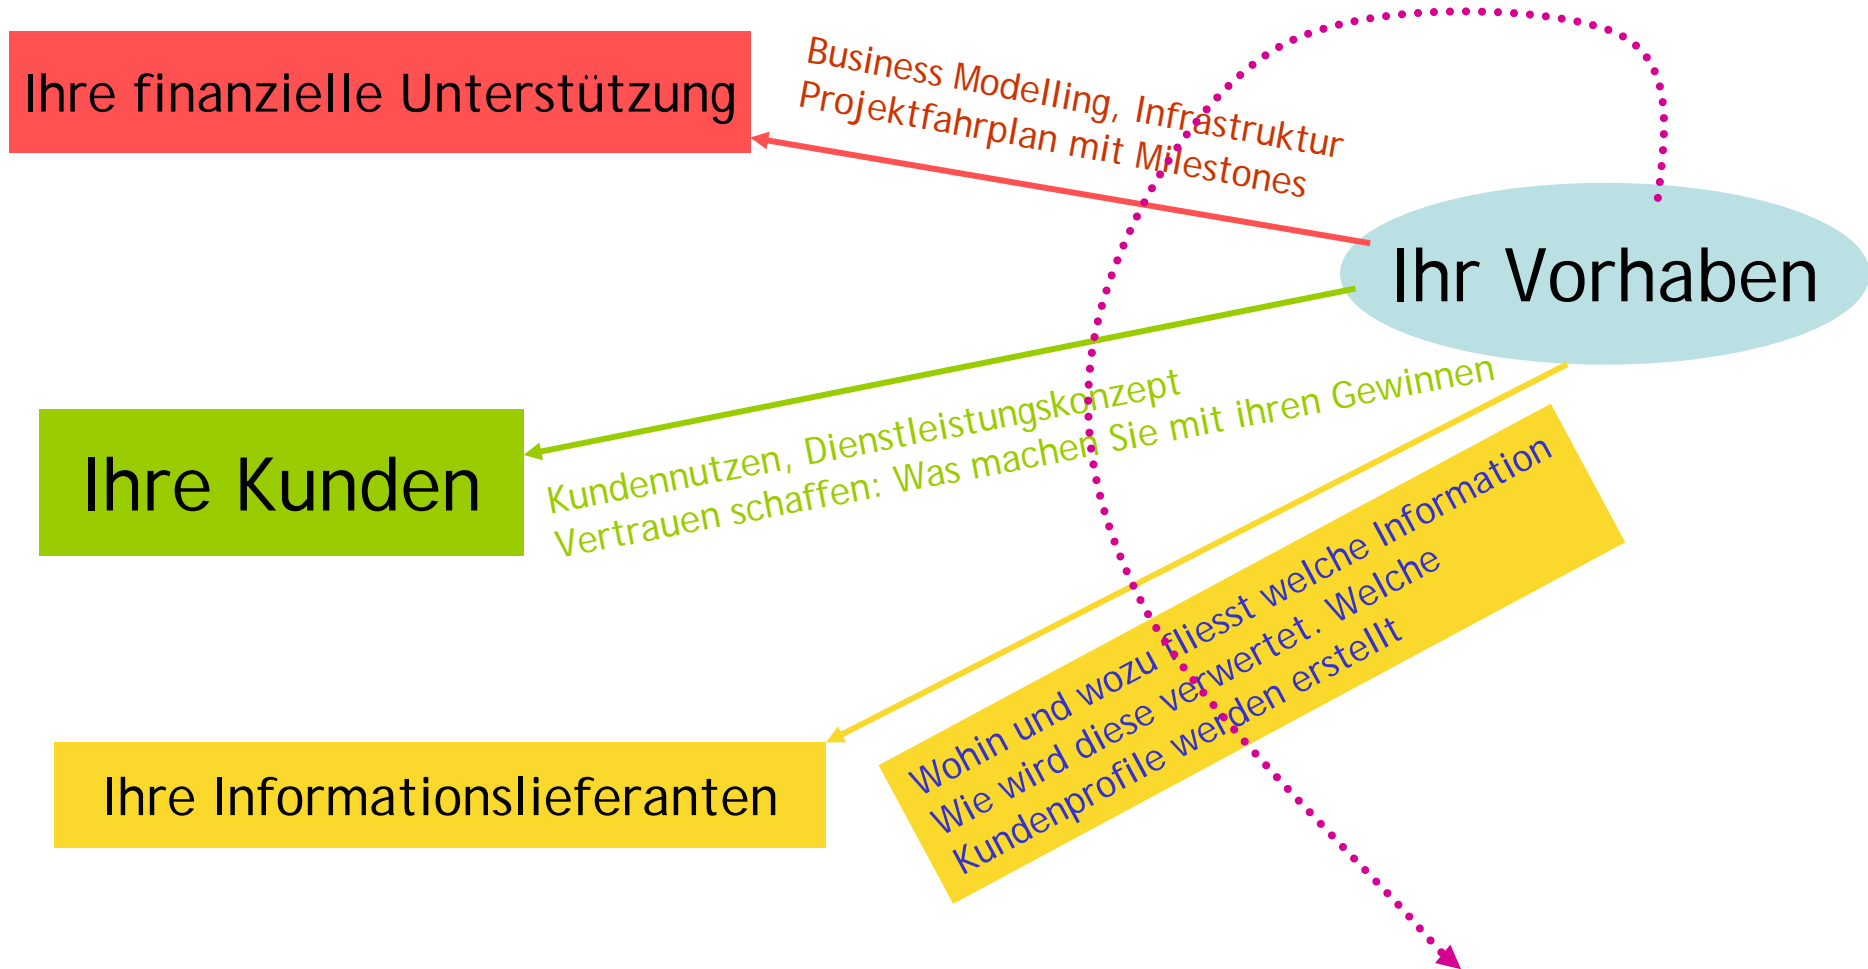 Ihre finanzielle Unterstützung
Business Modelling, Infrastruktur
Projektfahrplan mit Milestones
Ihr Vorhaben
Ihre Kunden
Kundennutzen, Dienstleistungskonzept
Vertrauen schaffen: Was machen Sie mit ihren Gewinnen
Wohin und wozu fliesst welche Information
Wie wird diese verwertet. Welche
Kundenprofile werden erstellt
Ihre Informationslieferanten